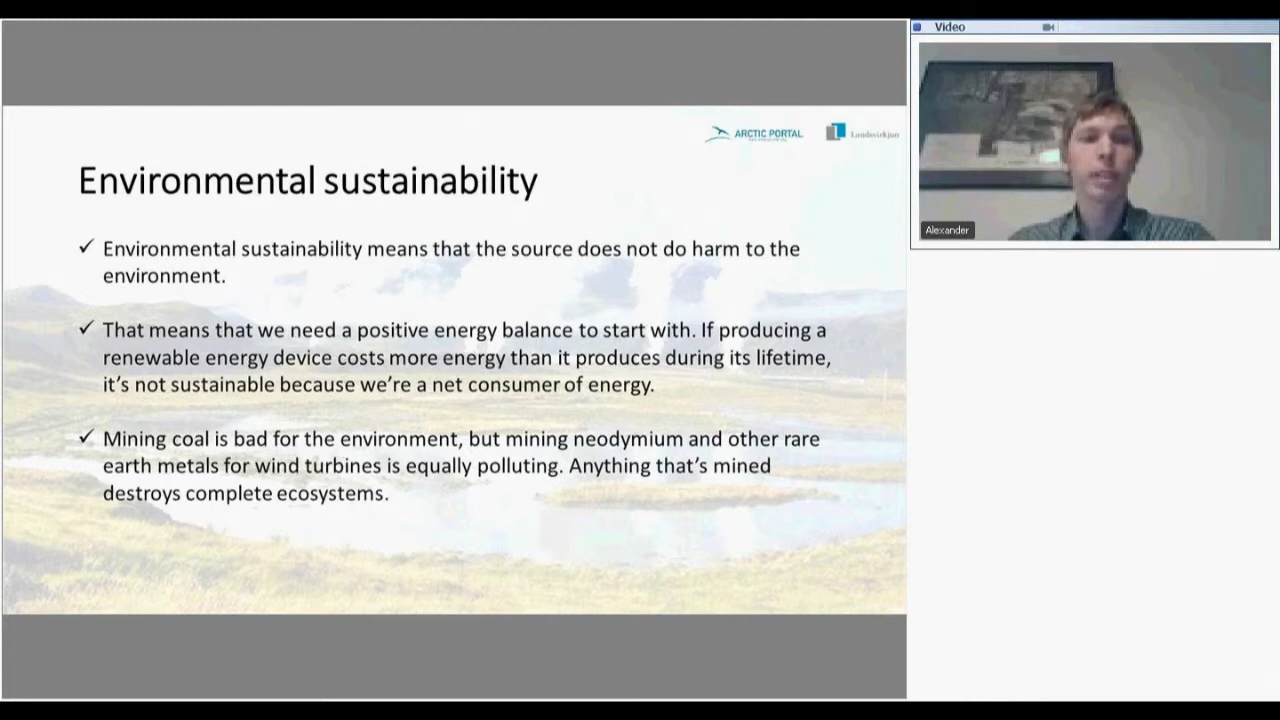 Video
ARCTIC PORTAL
Landsvirkjun
Environmental sustainability
✓ Environmental sustainability means that the source does not do harm to the
environment.
✓ That means that we need a positive energy balance to start with. If producing a
renewable energy device costs more energy than it produces during its lifetime,
it's not sustainable because we're a net consumer of energy.
✓ Mining coal is bad for the environment, but mining neodymium and other rare
earth metals for wind turbines is equally polluting. Anything that's mined
destroys complete ecosystems.
Alexander